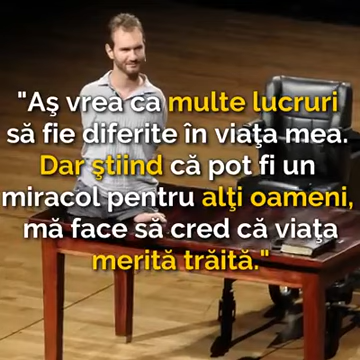 "Aş vrea ca multe lucruri
să fie diferite în viaţa mea.
Dar ştiind că pot fi un
miracol pentru alţi oameni,
mă face să cred că viaţa
merită trăită."